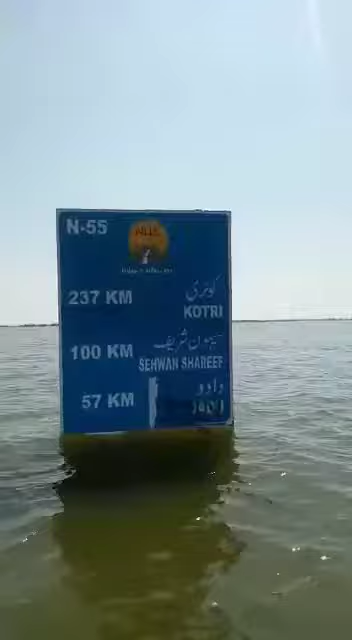 N-55
237 KM کوٹری
KOTRI
100 KM سیہون شریف
SEHWAN SHAREEF
57 KM دادو